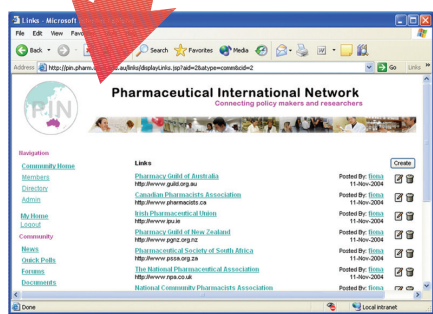 Links - Microsoft
File Edit View Favo
Back Search Favorites Media
Address http://pin.pharm. .au/links/displayLinks.jsp?aid=2&atype=comm&cid=2 Go Links
PIN
Pharmaceutical International Network
Connecting policy makers and researchers
Navigation
Community Home
Members
Directory
Admin
My Home
Logout
Community
News
Quick Polls
Forums
Documents
Links Create
Pharmacy Guild of Australia Posted By: fiona
http://www.guild.org.au 11-Nov-2004
Canadian Pharmacists Association Posted By: fiona
http://www.pharmacists.ca 11-Nov-2004
Irish Pharmaceutical Union Posted By: fiona
http://www.ipu.ie 11-Nov-2004
Pharmacy Guild of New Zealand Posted By: fiona
http://www.pgnz.org.nz 11-Nov-2004
Pharmaceutical Society of South Africa Posted By: fiona
http://www.pssa.org.za 11-Nov-2004
The National Pharmaceutical Association Posted By: fiona
http://www.npa.co.uk 11-Nov-2004
National Community Pharmacists Association Posted By: fiona
Done Local intranet